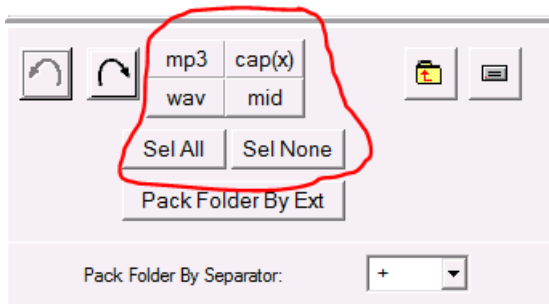 mp3 cap(x)
wav mid
Sel All Sel None
Pack Folder By Ext
Pack Folder By Separator: +